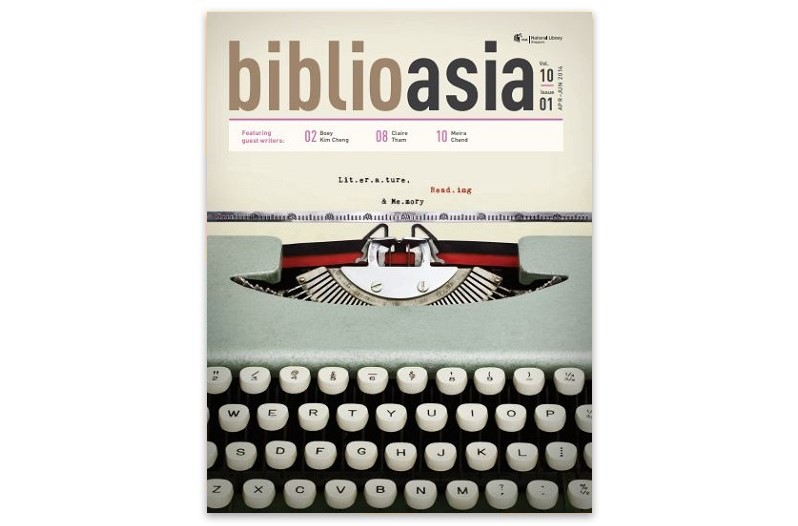 National Library
Singapore
biblioasia
Vol.
10
Issue
01
APR–JUN 2014
Featuring
guest writers:
02 Boey
Kim Cheng
08 Claire
Tham
10 Meira
Chand
Lit.er.a.ture,
Read.ing
& Me.mory
W E R T Y U I O P
S D F G H J K L
Z X C V B N M